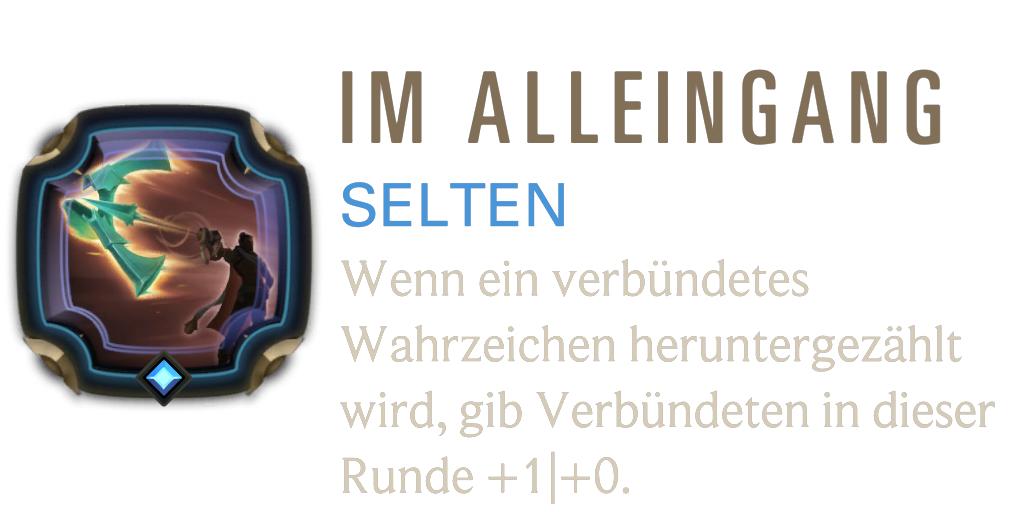 IM ALLEINGANG
SELTEN
Wenn ein verbündetes
Wahrzeichen heruntergezählt
wird, gib Verbündeten in dieser
Runde +1|+0.